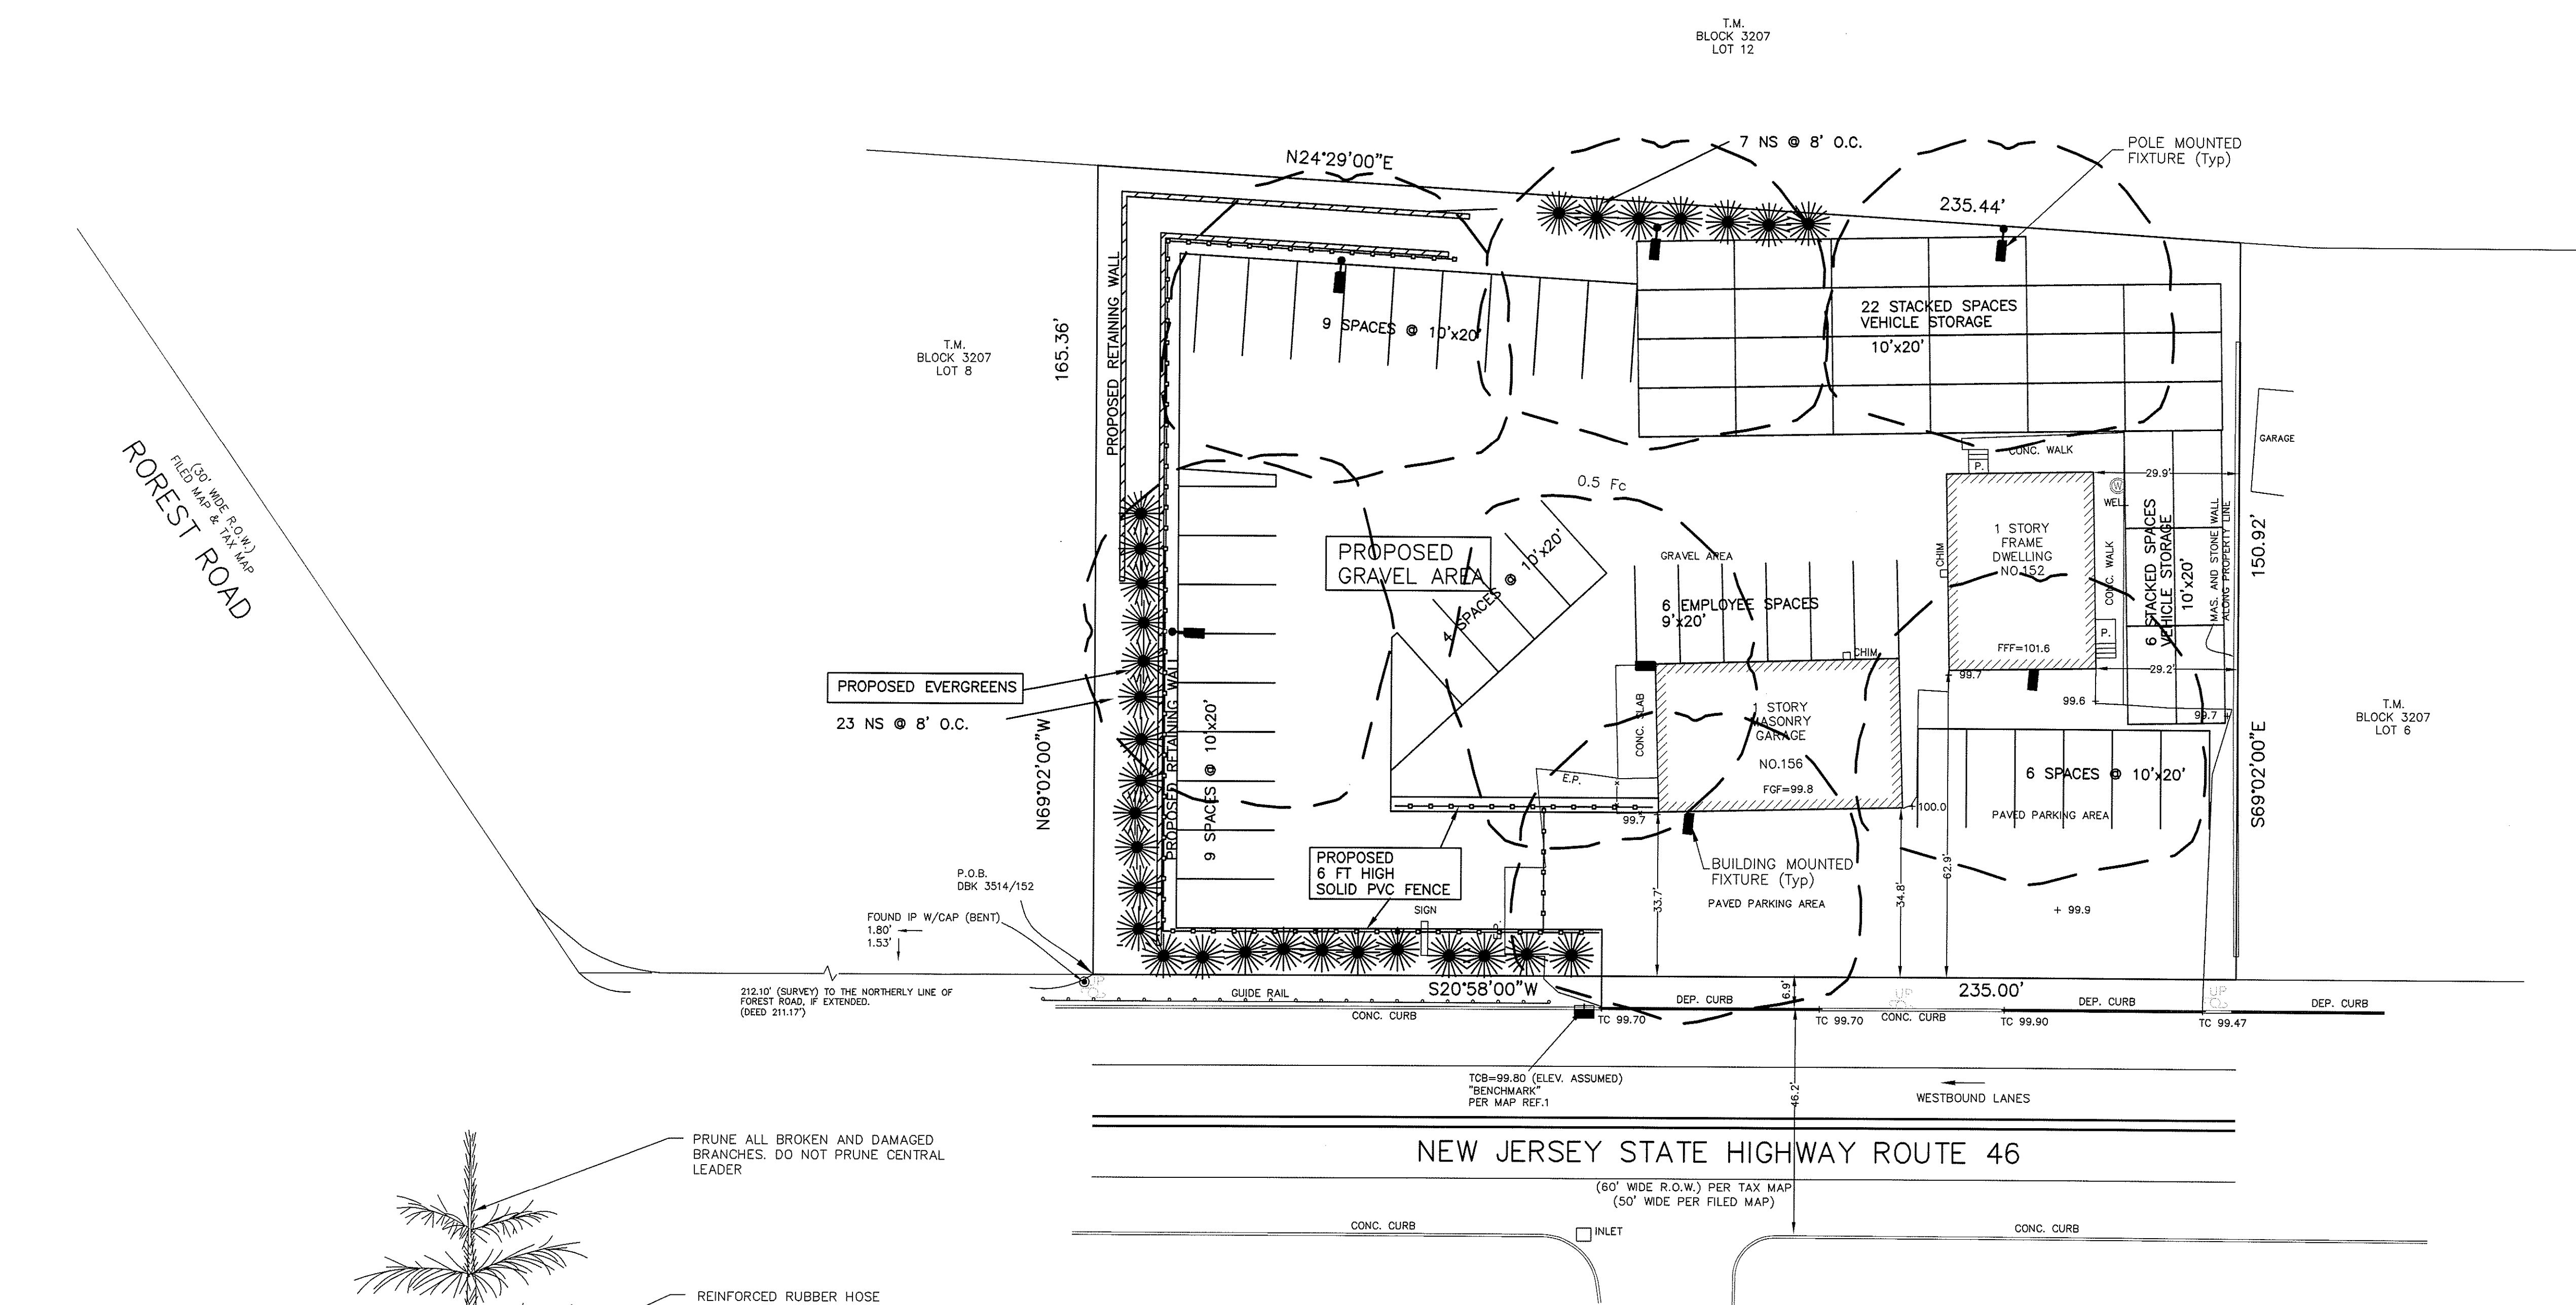 T.M.
BLOCK 3207
LOT 12
N24°29'00"E
7 NS @ 8' O.C.
POLE MOUNTED
FIXTURE (Typ)
235.44'
PROPOSED RETAINING WALL
165.36'
T.M.
BLOCK 3207
LOT 8
9 SPACES @ 10'x20'
22 STACKED SPACES
VEHICLE STORAGE
10'x20'
GARAGE
ROREST ROAD
(30' WIDE R.O.W.)
FILED MAP & TAX MAP
0.5 Fc
P.
CONC. WALK
29.9'
W
WELL
PROPOSED
GRAVEL AREA
4 SPACES @ 10'x20'
GRAVEL AREA
6 EMPLOYEE SPACES
9'x20'
CHIM
CHIM
1 STORY
FRAME
DWELLING
NO.152
FFF=101.6
CONC. WALK
P.
6 STACKED SPACES
VEHICLE STORAGE
10'x20'
MAS. AND STONE WALL
ALONG PROPERTY LINE
150.92'
29.2'
99.7
99.6
99.7
PROPOSED EVERGREENS
23 NS @ 8' O.C.
PROPOSED RETAINING WALL
9 SPACES @ 10'x20'
N69°02'00"W
CONC. SLAB
1 STORY
MASONRY
GARAGE
NO.156
FGF=99.8
E.P.
99.7
100.0
6 SPACES @ 10'x20'
PAVED PARKING AREA
S69°02'00"E
T.M.
BLOCK 3207
LOT 6
PROPOSED
6 FT HIGH
SOLID PVC FENCE
SIGN
E.P.
BUILDING MOUNTED
FIXTURE (Typ)
PAVED PARKING AREA
33.7'
34.8'
62.9'
99.9
P.O.B.
DBK 3514/152
FOUND IP W/CAP (BENT)
1.80'
1.53'
212.10' (SURVEY) TO THE NORTHERLY LINE OF
FOREST ROAD, IF EXTENDED.
(DEED 211.17')
UP
GUIDE RAIL
S20°58'00"W
6.9'
DEP. CURB
UP
235.00'
DEP. CURB
UP
DEP. CURB
CONC. CURB
TC 99.70
TC 99.70
CONC. CURB
TC 99.90
TC 99.47
TCB=99.80 (ELEV. ASSUMED)
"BENCHMARK"
PER MAP REF.1
46.2'
WESTBOUND LANES
NEW JERSEY STATE HIGHWAY ROUTE 46
(60' WIDE R.O.W.) PER TAX MAP
(50' WIDE PER FILED MAP)
CONC. CURB
INLET
CONC. CURB
PRUNE ALL BROKEN AND DAMAGED
BRANCHES. DO NOT PRUNE CENTRAL
LEADER
REINFORCED RUBBER HOSE